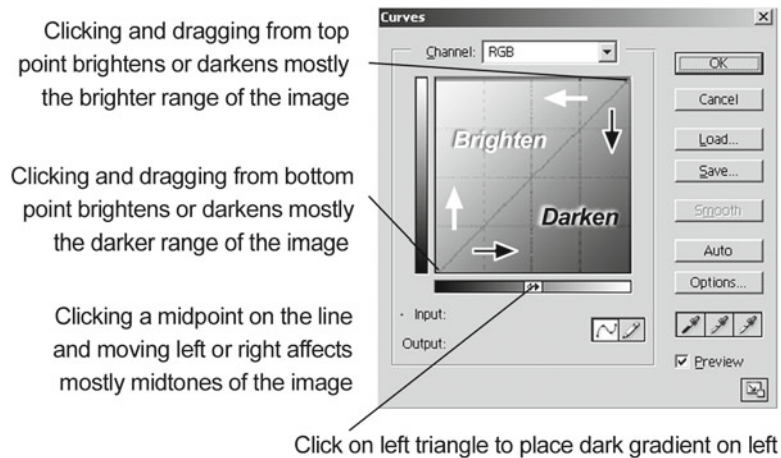 Curves
Clicking and dragging from top
point brightens or darkens mostly
the brighter range of the image
Channel: RGB
OK
Cancel
Load...
Save...
Smooth
Auto
Options...
Preview
Brighten
Darken
Clicking and dragging from bottom
point brightens or darkens mostly
the darker range of the image
Input:
Output:
Clicking a midpoint on the line
and moving left or right affects
mostly midtones of the image
Click on left triangle to place dark gradient on left